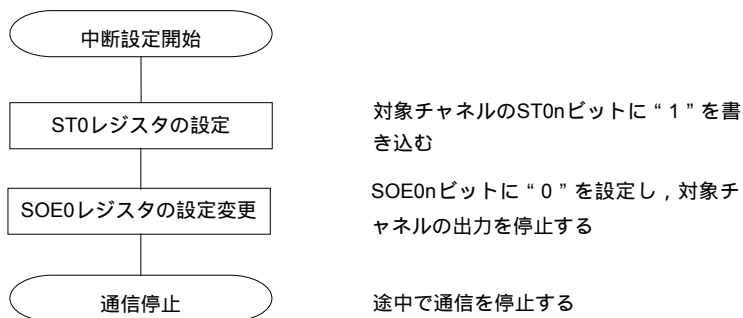 中断設定開始
ST0レジスタの設定
対象チャネルのST0nビットに“１”を書
き込む
SOE0レジスタの設定変更
SOE0nビットに“０”を設定し，対象チ
ャネルの出力を停止する
通信停止
途中で通信を停止する